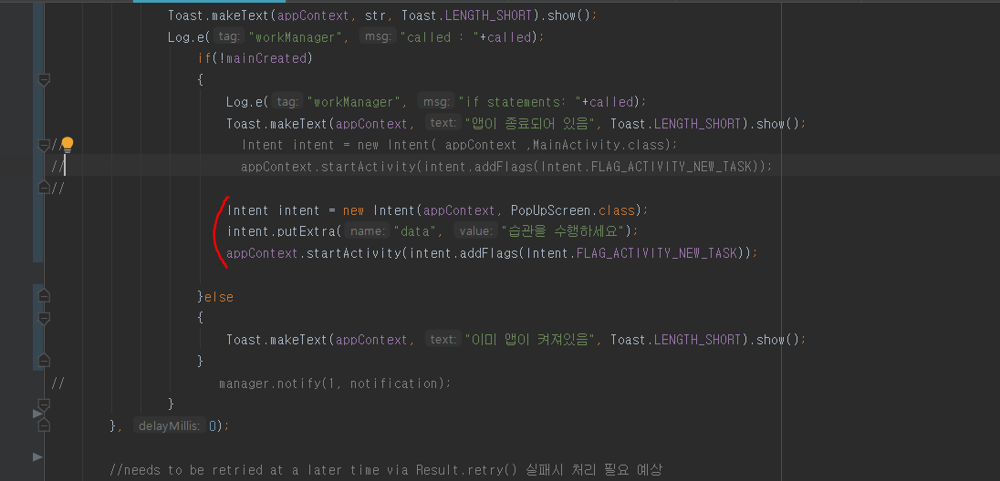 Toast.makeText(appContext, str, Toast.LENGTH_SHORT).show();
Log.e( tag: "workManager", msg: "called : "+called);
if(!mainCreated)
{
Log.e( tag: "workManager", msg: "if statements: "+called);
Toast.makeText(appContext, text: "앱이 종료되어 있음", Toast.LENGTH_SHORT).show();
// Intent intent = new Intent( appContext ,MainActivity.class);
// appContext.startActivity(intent.addFlags(Intent.FLAG_ACTIVITY_NEW_TASK));
//
Intent intent = new Intent(appContext, PopUpScreen.class);
intent.putExtra( name: "data", value: "습관을 수행하세요");
appContext.startActivity(intent.addFlags(Intent.FLAG_ACTIVITY_NEW_TASK));
}else
{
Toast.makeText(appContext, text: "이미 앱이 켜져있음", Toast.LENGTH_SHORT).show();
}
// manager.notify(1, notification);
}
}, delayMillis: 0);
//needs to be retried at a later time via Result.retry() 실패시 처리 필요 예상